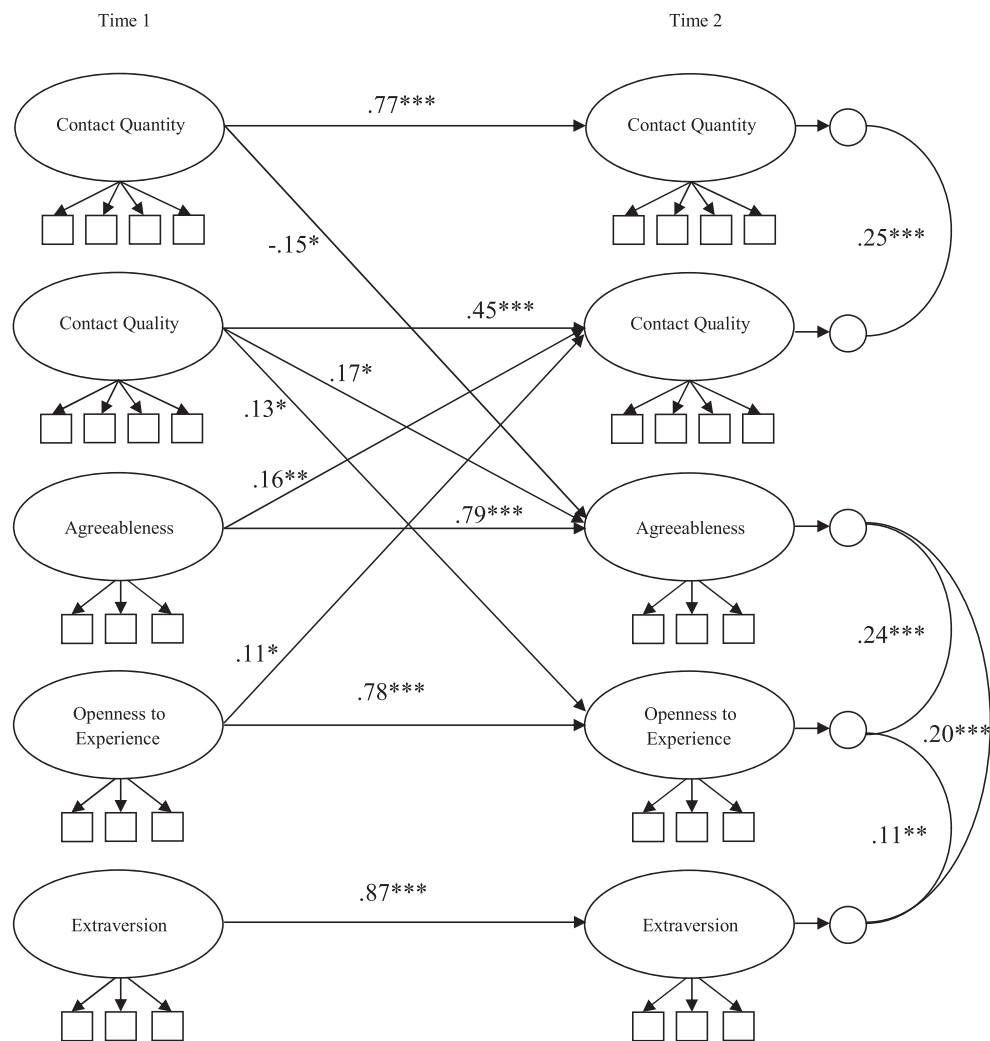 Time 1
Time 2
Contact Quantity
.77***
Contact Quantity
-.15*
.25***
Contact Quality
.45***
Contact Quality
.17*
.13*
.16**
Agreeableness
.79***
Agreeableness
.24***
.11*
Openness to
Experience
.78***
Openness to
Experience
.20***
.11**
Extraversion
.87***
Extraversion